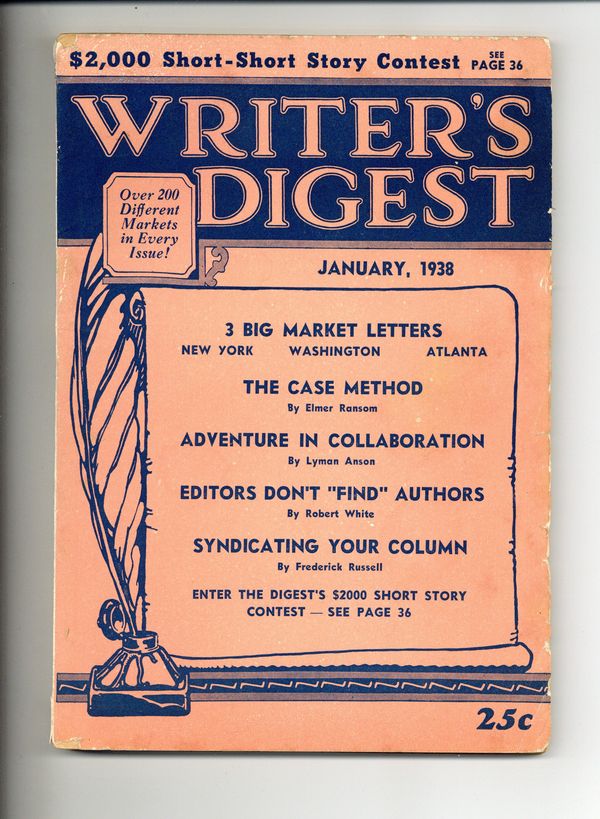 $2,000 Short-Short Story Contest SEE PAGE 36
WRITER'S
DIGEST
Over 200
Different
Markets
in Every
Issue!
JANUARY, 1938
3 BIG MARKET LETTERS
NEW YORK WASHINGTON ATLANTA
THE CASE METHOD
By Elmer Ransom
ADVENTURE IN COLLABORATION
By Lyman Anson
EDITORS DON'T "FIND" AUTHORS
By Robert White
SYNDICATING YOUR COLUMN
By Frederick Russell
ENTER THE DIGEST'S $2000 SHORT STORY
CONTEST — SEE PAGE 36
25c